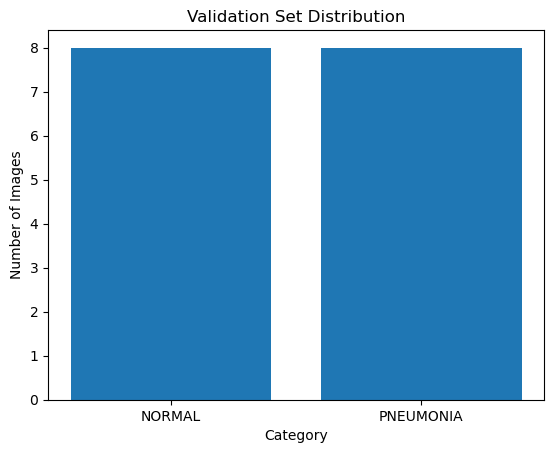 Validation Set Distribution
Number of Images
8
7
6
5
4
3
2
1
0
NORMAL PNEUMONIA
Category